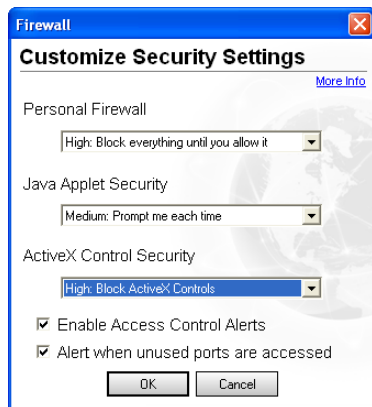 Firewall
Customize Security Settings
More Info
Personal Firewall
High: Block everything until you allow it
Java Applet Security
Medium: Prompt me each time
ActiveX Control Security
High: Block ActiveX Controls
Enable Access Control Alerts
Alert when unused ports are accessed
OK Cancel